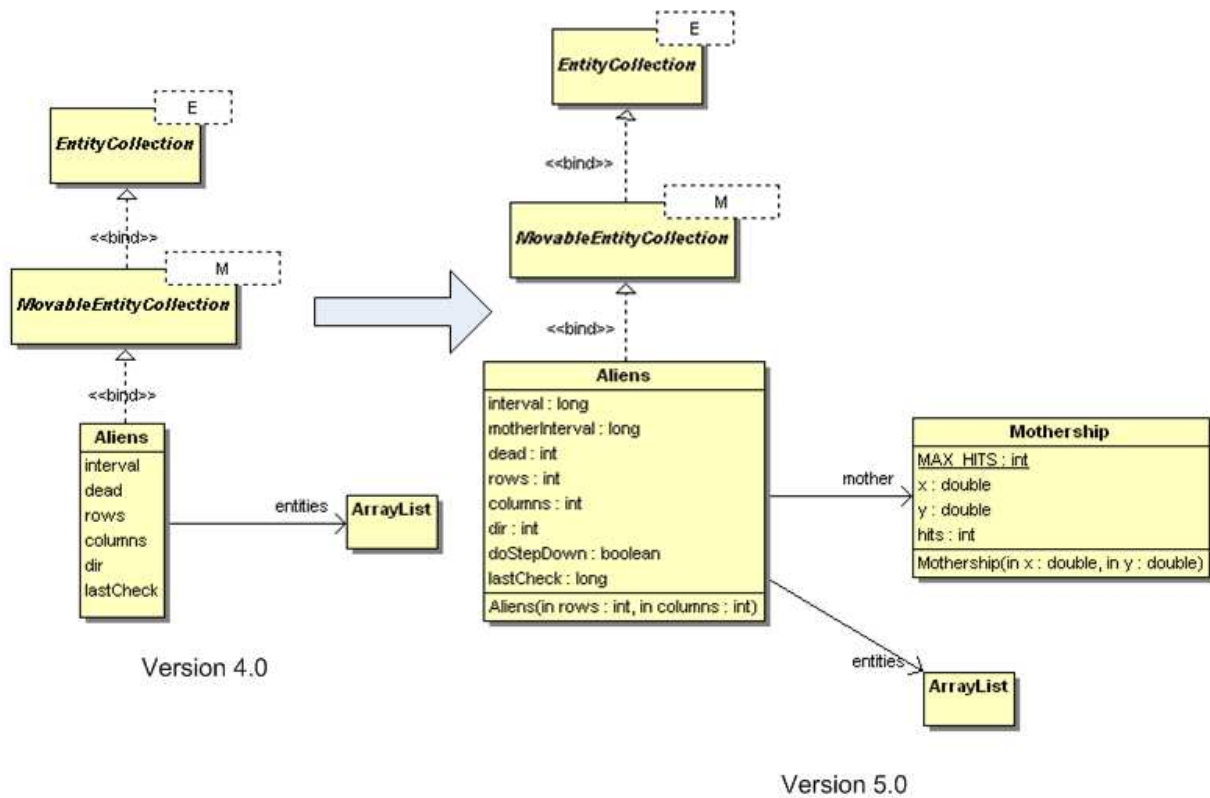 E
EntityCollection
<<bind>>
M
MovableEntityCollection
<<bind>>
Aliens
interval
dead
rows
columns
dir
lastCheck
entities
ArrayList
Version 4.0
E
EntityCollection
<<bind>>
M
MovableEntityCollection
<<bind>>
Aliens
interval : long
motherInterval : long
dead : int
rows : int
columns : int
dir : int
doStepDown : boolean
lastCheck : long
Aliens(in rows : int, in columns : int)
mother
Mothership
MAX_HITS : int
x : double
y : double
hits : int
Mothership(in x : double, in y : double)
entities
ArrayList
Version 5.0